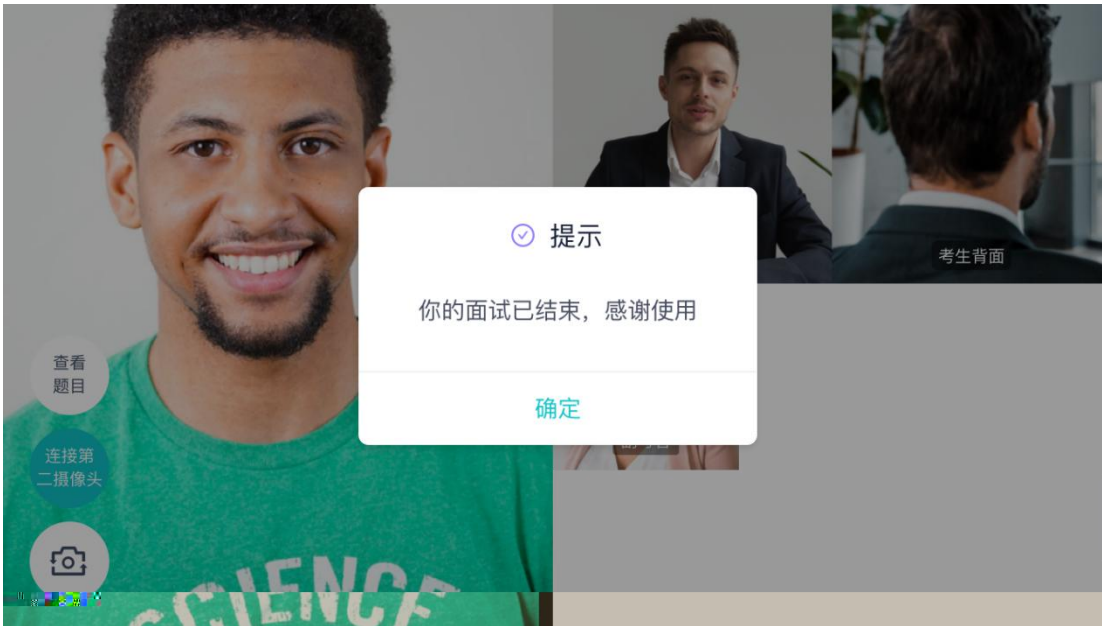 提示
你的面试已结束，感谢使用
确定
考生背面
查看
题目
连接第
二摄像头
SCIENCE